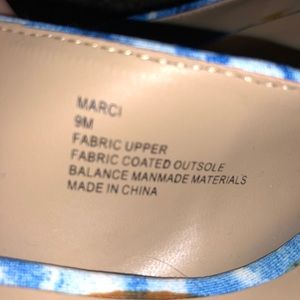 MARCI
9M
FABRIC UPPER
FABRIC COATED OUTSOLE
BALANCE MANMADE MATERIALS
MADE IN CHINA